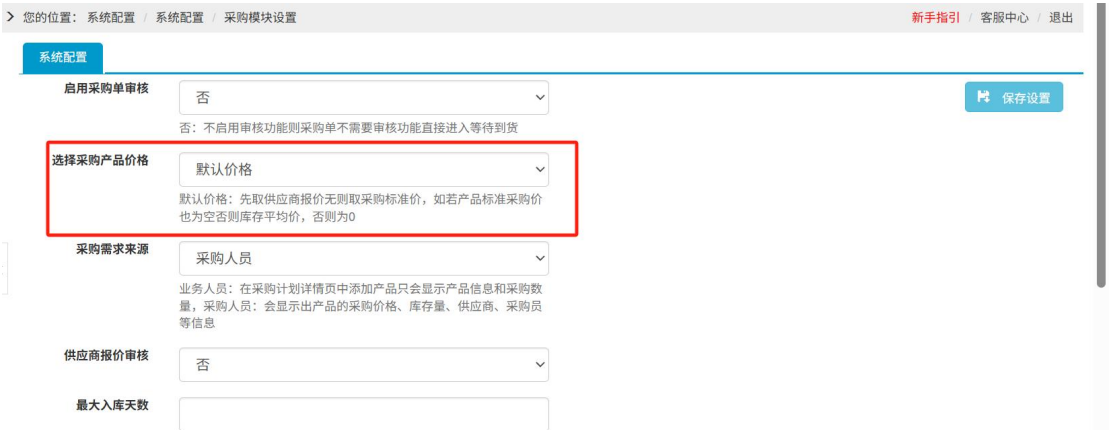 您的位置： 系统配置 / 系统配置 / 采购模块设置
新手指引 / 客服中心 / 退出
系统配置
启用采购单审核
否
保存设置
否：不启用审核功能则采购单不需要审核功能直接进入等待到货
选择采购产品价格
默认价格
默认价格：先取供应商报价无则取采购标准价，如若产品标准采购价
也为空否则库存平均价，否则为0
采购需求来源
采购人员
业务人员：在采购计划详情页中添加产品只会显示产品信息和采购数
量，采购人员：会显示出产品的采购价格、库存量、供应商、采购员
等信息
供应商报价审核
否
最大入库天数